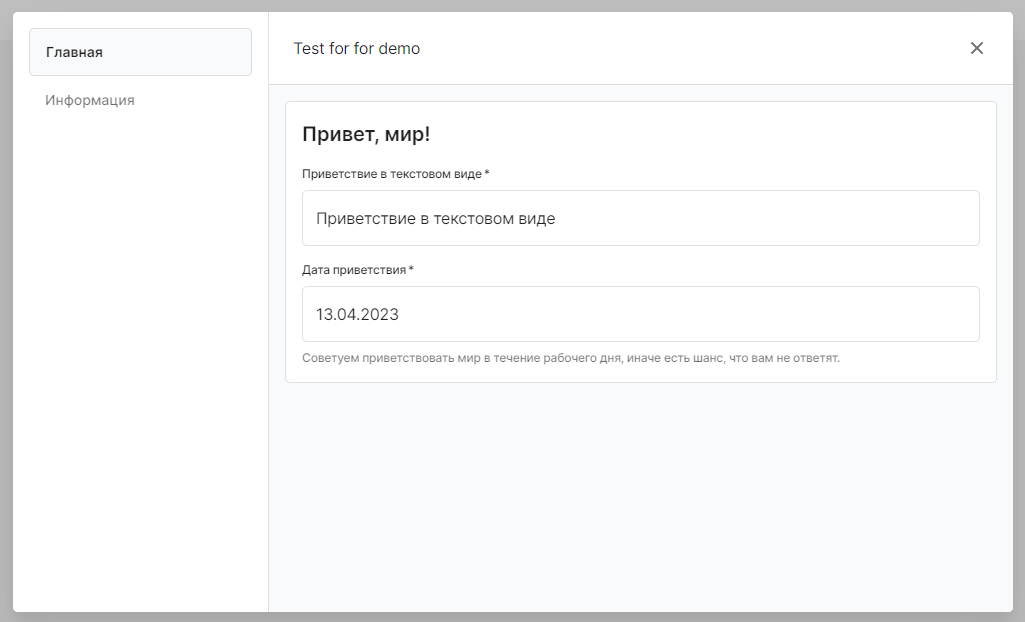 Главная
Информация
Test for for demo
Привет, мир!
Приветствие в текстовом виде *
Приветствие в текстовом виде
Дата приветствия *
13.04.2023
Советуем приветствовать мир в течение рабочего дня, иначе есть шанс, что вам не ответят.